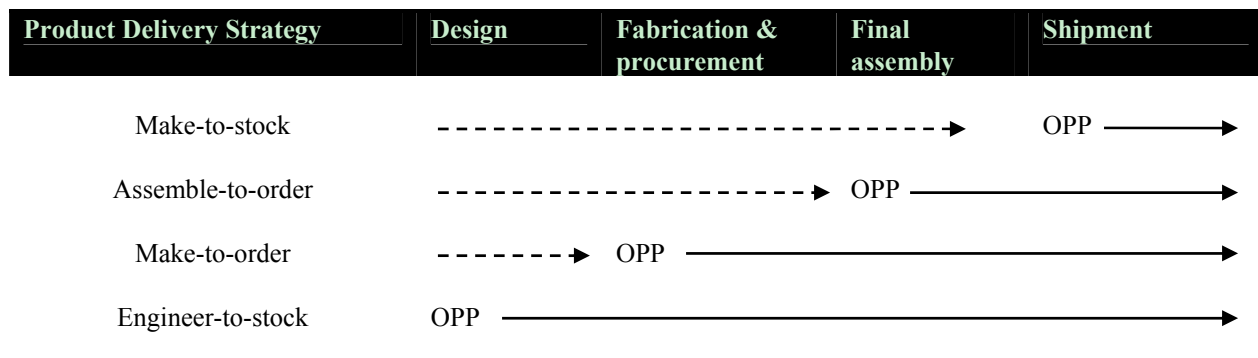 Product Delivery Strategy Design Fabrication & Final Shipment
procurement assembly
Make-to-stock OPP
Assemble-to-order OPP
Make-to-order OPP
Engineer-to-stock OPP